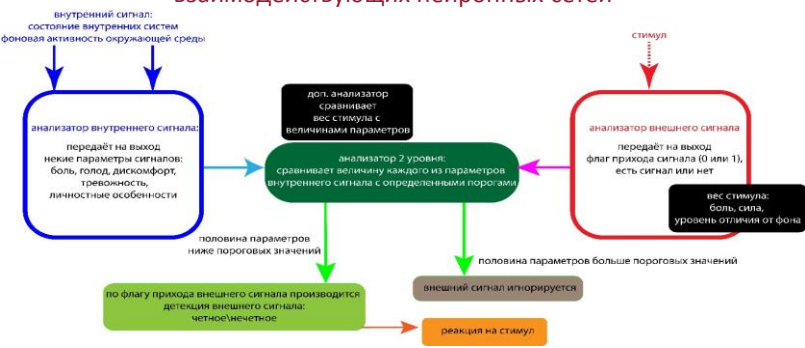 взаимодействующих нейронных сетей
внутренний сигнал:
состояние внутренних систем
фоновая активность окружающей среды
стимул
доп. анализатор
сравнивает
вес стимула с
величинами параметров
анализатор внутреннего сигнала:
передаёт на выход
некие параметры сигналов:
боль, голод, дискомфорт,
тревожность,
личностные особенности
анализатор 2 уровня:
сравнивает величину каждого из параметров
внутреннего сигнала с определенными порогами
анализатор внешнего сигнала
передаёт на выход
флаг прихода сигнала (0 или 1),
есть сигнал или нет
вес стимула:
боль, сила,
уровень отличия от фона
половина параметров
ниже пороговых значений
половина параметров больше пороговых значений
по флагу прихода внешнего сигнала производится
детекция внешнего сигнала:
четное\нечетное
внешний сигнал игнорируется
реакция на стимул